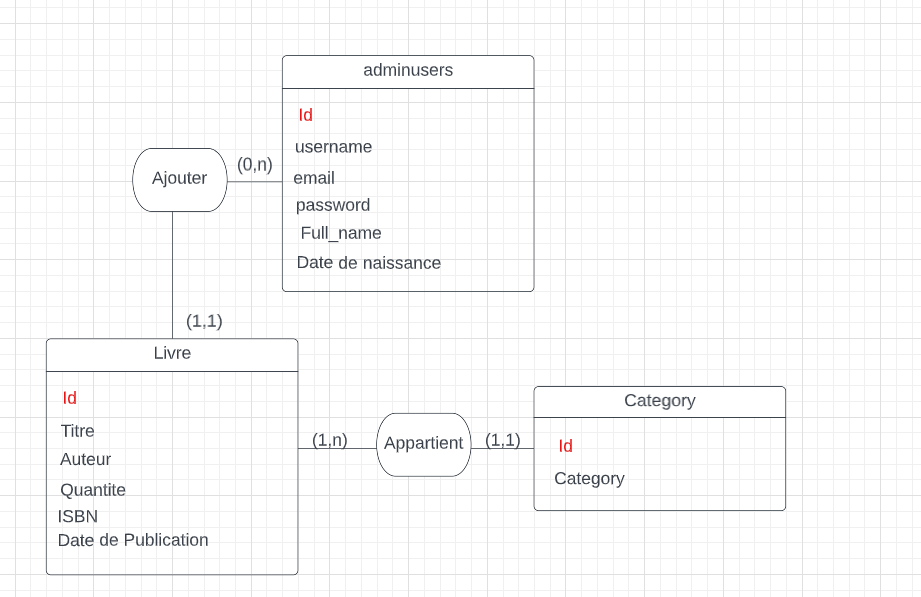 adminusers
Id
username
email
password
Full_name
Date de naissance
(0,n)
Ajouter
(1,1)
Livre
Id
Titre
Auteur
Quantite
ISBN
Date de Publication
(1,n)
Appartient
(1,1)
Category
Id
Category